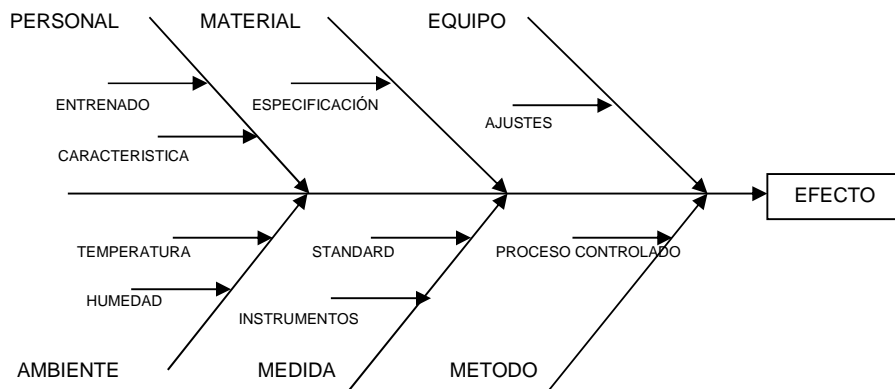 PERSONAL
MATERIAL
EQUIPO
ENTRENADO
ESPECIFICACIÓN
AJUSTES
CARACTERISTICA
EFECTO
TEMPERATURA
STANDARD
PROCESO CONTROLADO
HUMEDAD
INSTRUMENTOS
AMBIENTE
MEDIDA
METODO